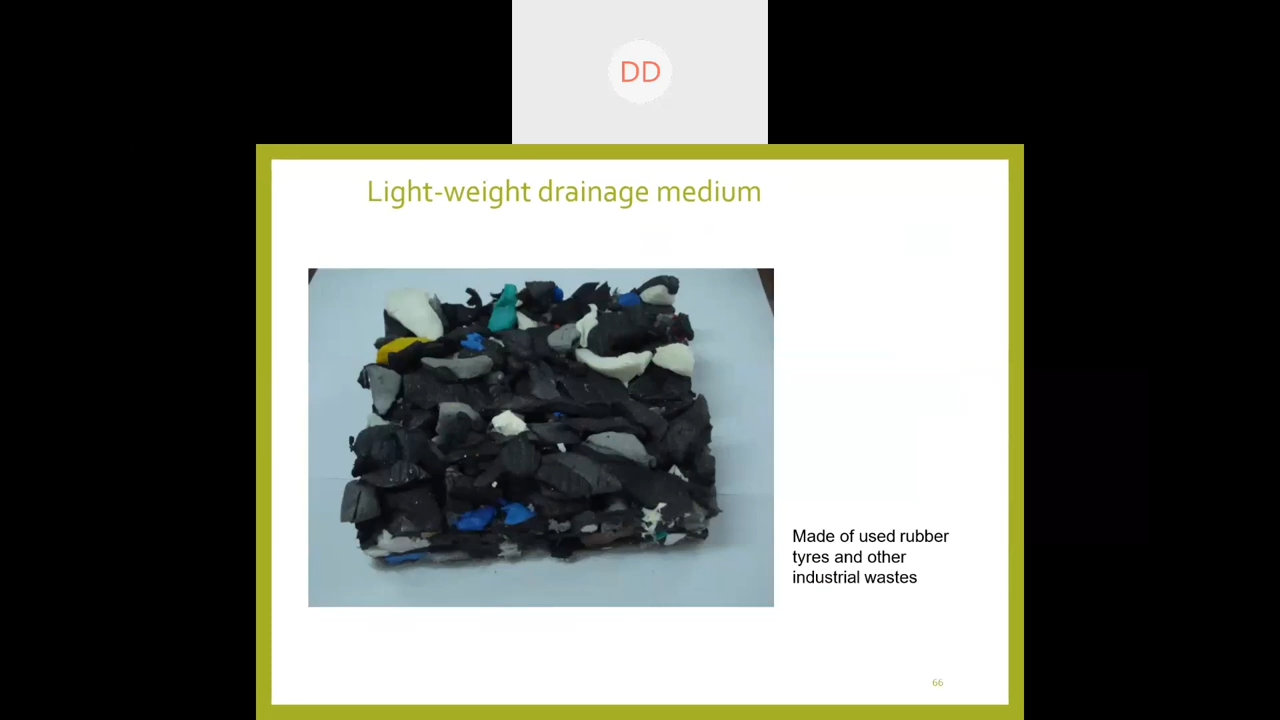 DD
Light-weight drainage medium
Made of used rubber
tyres and other
industrial wastes
66